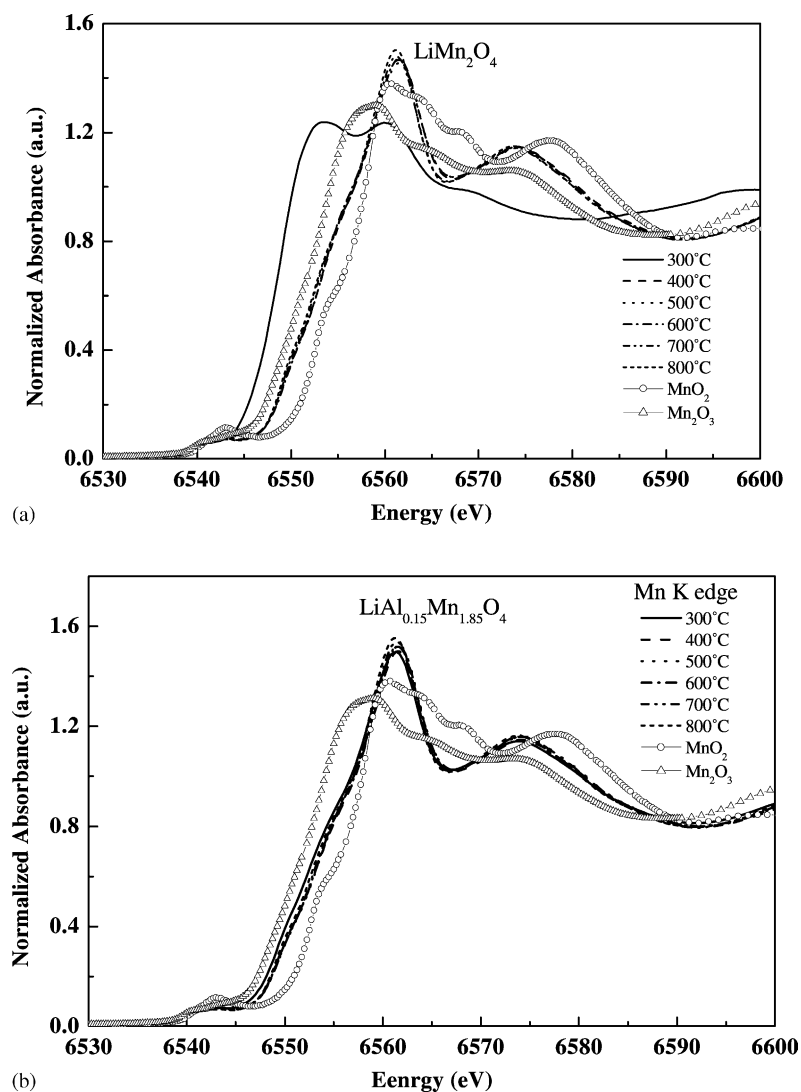 LiMn₂O₄
1.6
1.2
0.8
0.4
0.0
Normalized Absorbance (a.u.)
300°C
400°C
500°C
600°C
700°C
800°C
MnO₂
Mn₂O₃
6530 6540 6550 6560 6570 6580 6590 6600
(a)
Energy (eV)
Mn K edge
LiAl₀.₁₅Mn₁.₈₅O₄
1.6
1.2
0.8
0.4
0.0
Normalized Absorbance (a.u.)
300°C
400°C
500°C
600°C
700°C
800°C
MnO₂
Mn₂O₃
6530 6540 6550 6560 6570 6580 6590 6600
(b)
Eenrgy (eV)